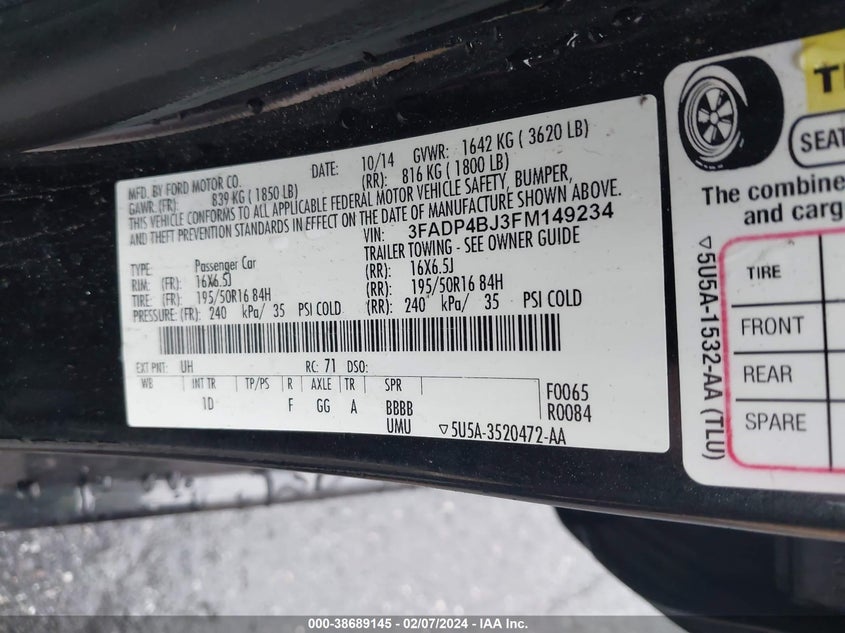 MFD. BY FORD MOTOR CO.
DATE: 10/14 GVWR: 1642 KG ( 3620 LB)
GAWR: (FR): 839 KG ( 1850 LB) (RR): 816 KG ( 1800 LB)
THIS VEHICLE CONFORMS TO ALL APPLICABLE FEDERAL MOTOR VEHICLE SAFETY, BUMPER,
AND THEFT PREVENTION STANDARDS IN EFFECT ON THE DATE OF MANUFACTURE SHOWN ABOVE.
VIN: 3FADP4BJ3FM149234
TYPE: Passenger Car TRAILER TOWING - SEE OWNER GUIDE
RIM: (FR): 16X6.5J (RR): 16X6.5J
TIRE: (FR): 195/50R16 84H (RR): 195/50R16 84H
PRESSURE: (FR): 240 kPa/ 35 PSI COLD (RR): 240 kPa/ 35 PSI COLD
EXT PNT: UH RC: 71 DSO:
WB INT TR TP/PS R AXLE TR SPR
1D F GG A BBBB
UMU
F0065
R0084
▽5U5A-3520472-AA
SEAT
The combine
and carg
TIRE
FRONT
REAR
SPARE
▽5U5A-1532-AA (TLU)
000-38689145 - 02/07/2024 - IAA Inc.